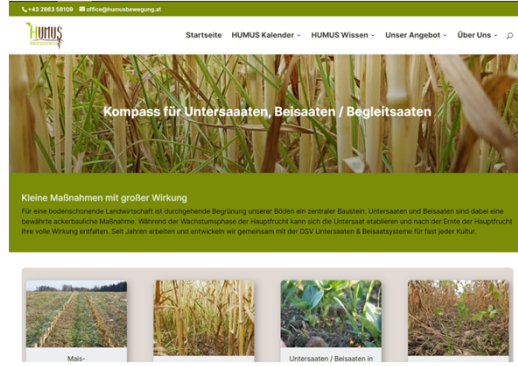 +43 2863 58109 office@humusbewegung.at
HUMUS
Startseite HUMUS Kalender HUMUS Wissen Unser Angebot Über Uns
Kompass für Untersaaaten, Beisaaten / Begleitsaaten
Kleine Maßnahmen mit großer Wirkung
Für eine bodenschonende Landwirtschaft ist durchgehende Begrünung unserer Böden ein zentraler Baustein. Untersaaten und Beisaaten sind dabei eine
bewährte ackerbauliche Maßnahme. Während der Wachstumsphase der Hauptfrucht kann sich die Untersaat etablieren und nach der Ernte der Hauptfrucht
ihre volle Wirkung entfalten. Seit Jahren arbeiten und entwickeln wir gemeinsam mit der DSV Untersaaten & Beisaatsysteme für fast jeder Kultur.
Mais-
Untersaaten / Beisaaten in